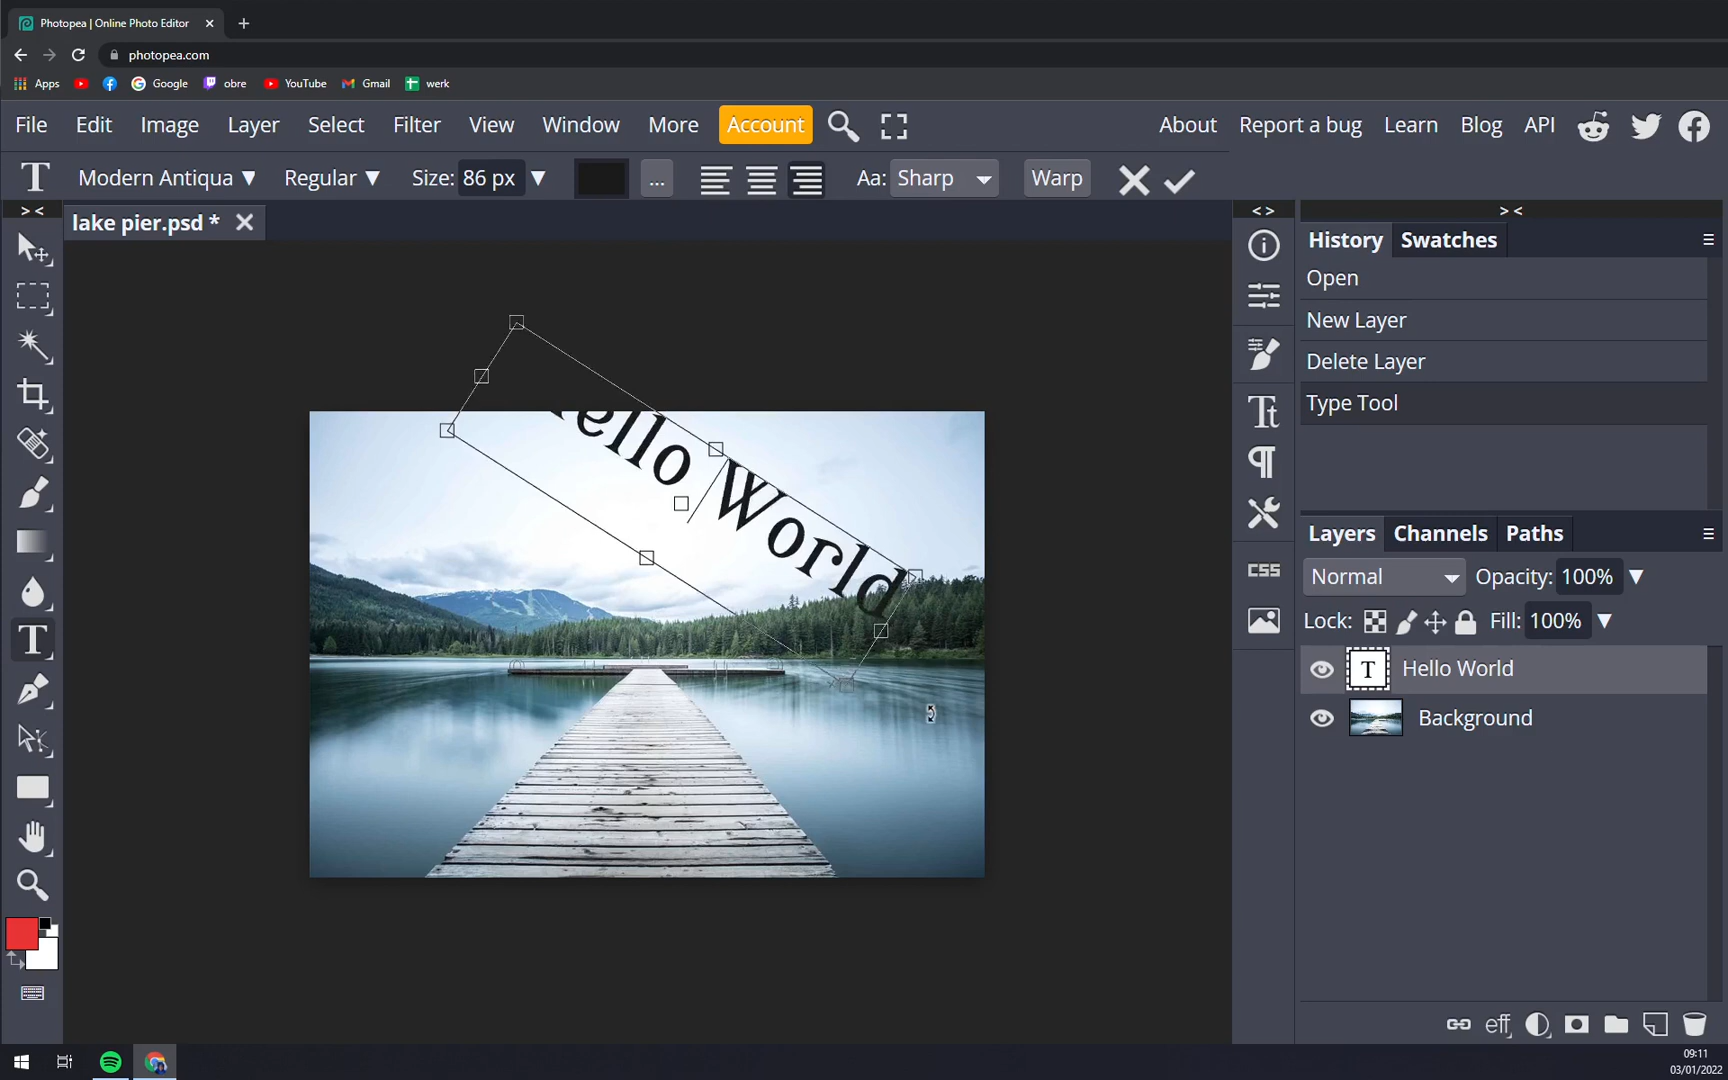 Photopea | Online Photo Editor
photopea.com
Apps Google obre YouTube Gmail werk
File Edit Image Layer Select Filter View Window More Account About Report a bug Learn Blog API
T Modern Antiqua Regular Size: 86 px ... Aa: Sharp Warp
> < < > > <
lake pier.psd *
History Swatches
Open
New Layer
Delete Layer
Type Tool
Hello World
Layers Channels Paths
CSS
Normal Opacity: 100%
Lock: Fill: 100%
T Hello World
Background
eff
09:11
03/01/2022